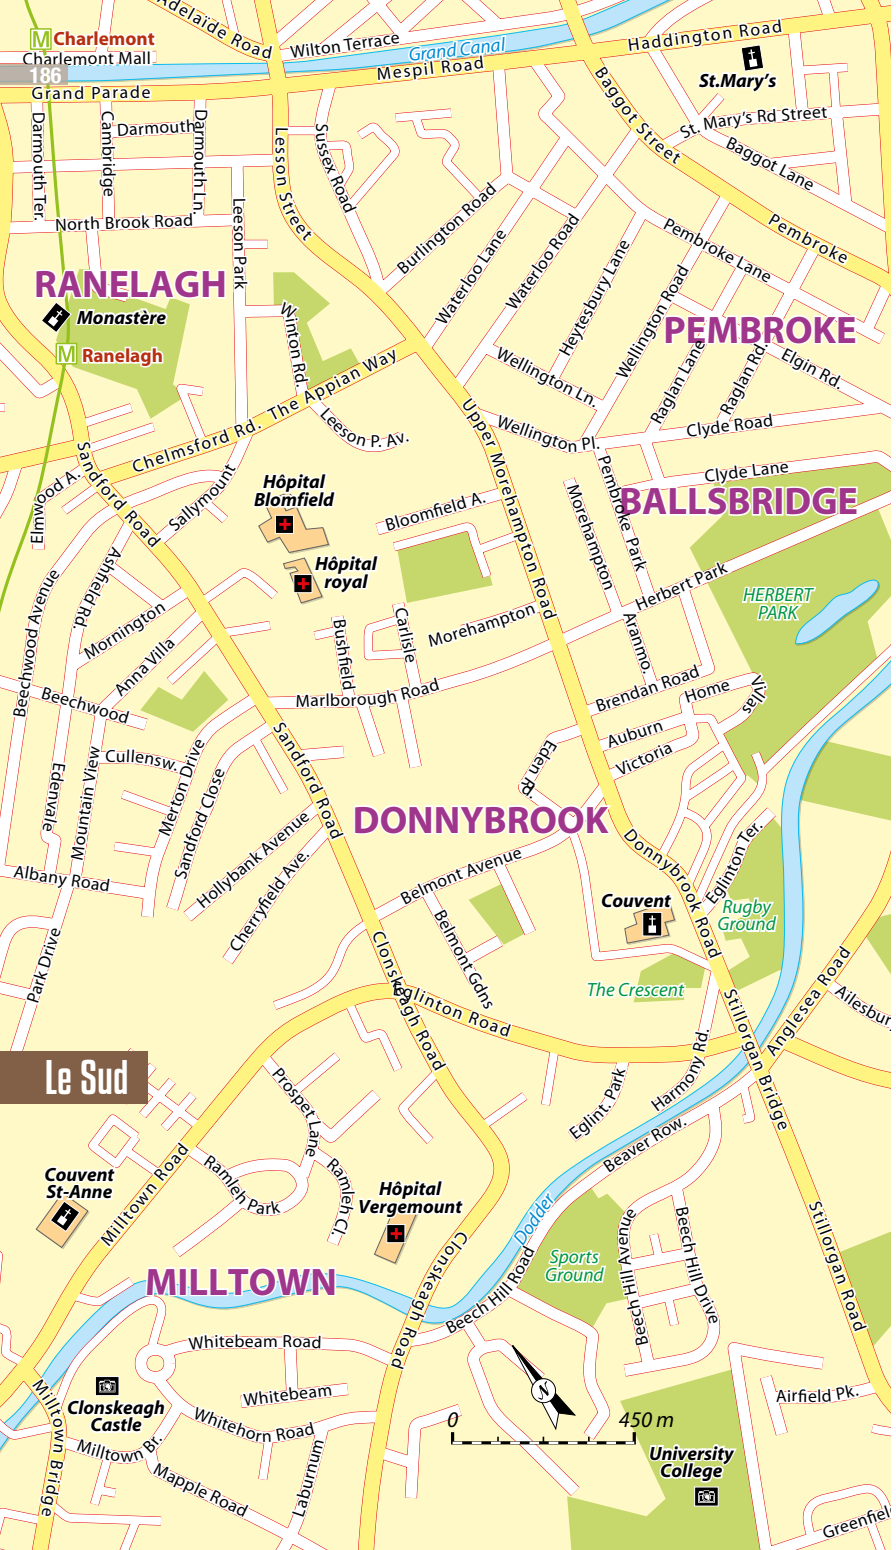 Adelaïde Road
M Charlemont
Wilton Terrace
Grand Canal
Haddington Road
Charlemont Mall
186
Mespil Road
St.Mary's
Grand Parade
Baggot Street
St. Mary's Rd Street
Darmouth Ter.
Cambridge
Darmouth
Darmouth Ln.
Lesson Street
Sussex Road
Baggot Lane
North Brook Road
Leeson Park
Burlington Road
Waterloo Lane
Waterloo Road
Heytesbury Lane
Pembroke Lane
Pembroke
RANELAGH
Monastère
M Ranelagh
Winton Rd.
Wellington Road
PEMBROKE
Raglan Lane
Raglan Rd.
Elgin Rd.
Chelmsford Rd.
The Appian Way
Wellington Ln.
Leeson P. Av.
Upper Morehampton Road
Wellington Pl.
Clyde Road
Clyde Lane
Elmwood A.
Sandford Road
Sallymount
Hôpital
Blomfield
Bloomfield A.
Morehampton
Pembroke Park
BALLSBRIDGE
Hôpital
royal
Herbert Park
HERBERT
PARK
Beechwood Avenue
Ashfield Rd
Mornington
Anna Villa
Bushfield
Carlisle
Morehampton
Aranmo.
Beechwood
Marlborough Road
Brendan Road
Home
Villas
Auburn
Victoria
Eden Rd.
Edenvale
Mountain View
Cullensw.
Merton Drive
Sandford Close
Sandford Road
DONNYBROOK
Hollybank Avenue
Cherryfield Ave.
Albany Road
Belmont Avenue
Donnybrook Road
Eglinton Ter.
Couvent
Rugby
Ground
Park Drive
Belmont Gdns
The Crescent
Clonskeagh Road
Eglinton Road
Stillorgan Bridge
Anglesea Road
Ailesbur
Le Sud
Prospet Lane
Eglint. Park
Harmony Rd.
Beaver Row.
Couvent
St-Anne
Milltown Road
Ramleh Park
Ramleh Cl.
Hôpital
Vergemount
Dodder
Sports
Ground
Beech Hill Avenue
Beech Hill Drive
Stillorgan Road
MILLTOWN
Clonskeagh Road
Beech Hill Road
Whitebeam Road
Clonskeagh
Castle
Whitebeam
Whitehorn Road
Milltown Bridge
Milltown Br.
Mapple Road
Laburnum
N
0 450 m
Airfield Pk.
University
College
Greenfiel